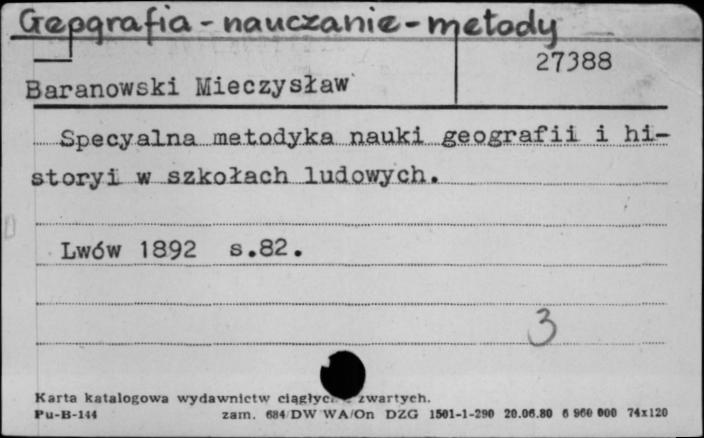 Geografia - nauczanie - metody
27388
Baranowski Mieczysław
Specyalna metodyka nauki geografii i hi-
storyi w szkołach ludowych.
Lwów 1892 s.82.
3
Karta katalogowa wydawnictw zwartych.
Pu-B-144 zam. 684/DW WA/On DZG 1501-1-290 20.06.80 6 960 000 74x120